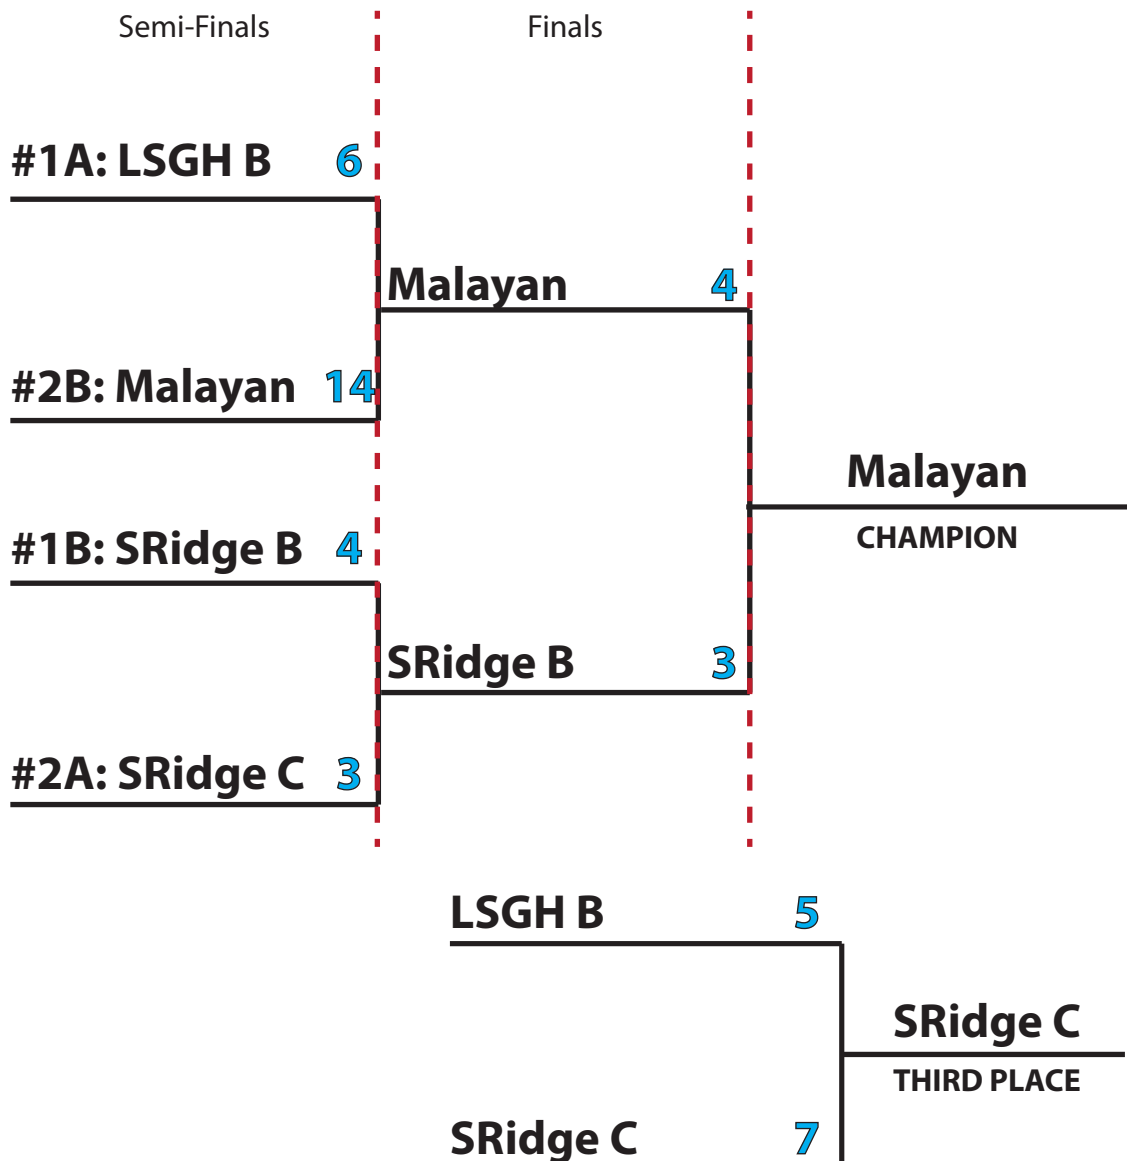 Semi-Finals
Finals
#1A: LSGH B 6
Malayan 4
#2B: Malayan 14
Malayan
CHAMPION
#1B: SRidge B 4
SRidge B 3
#2A: SRidge C 3
LSGH B 5
SRidge C
THIRD PLACE
SRidge C 7